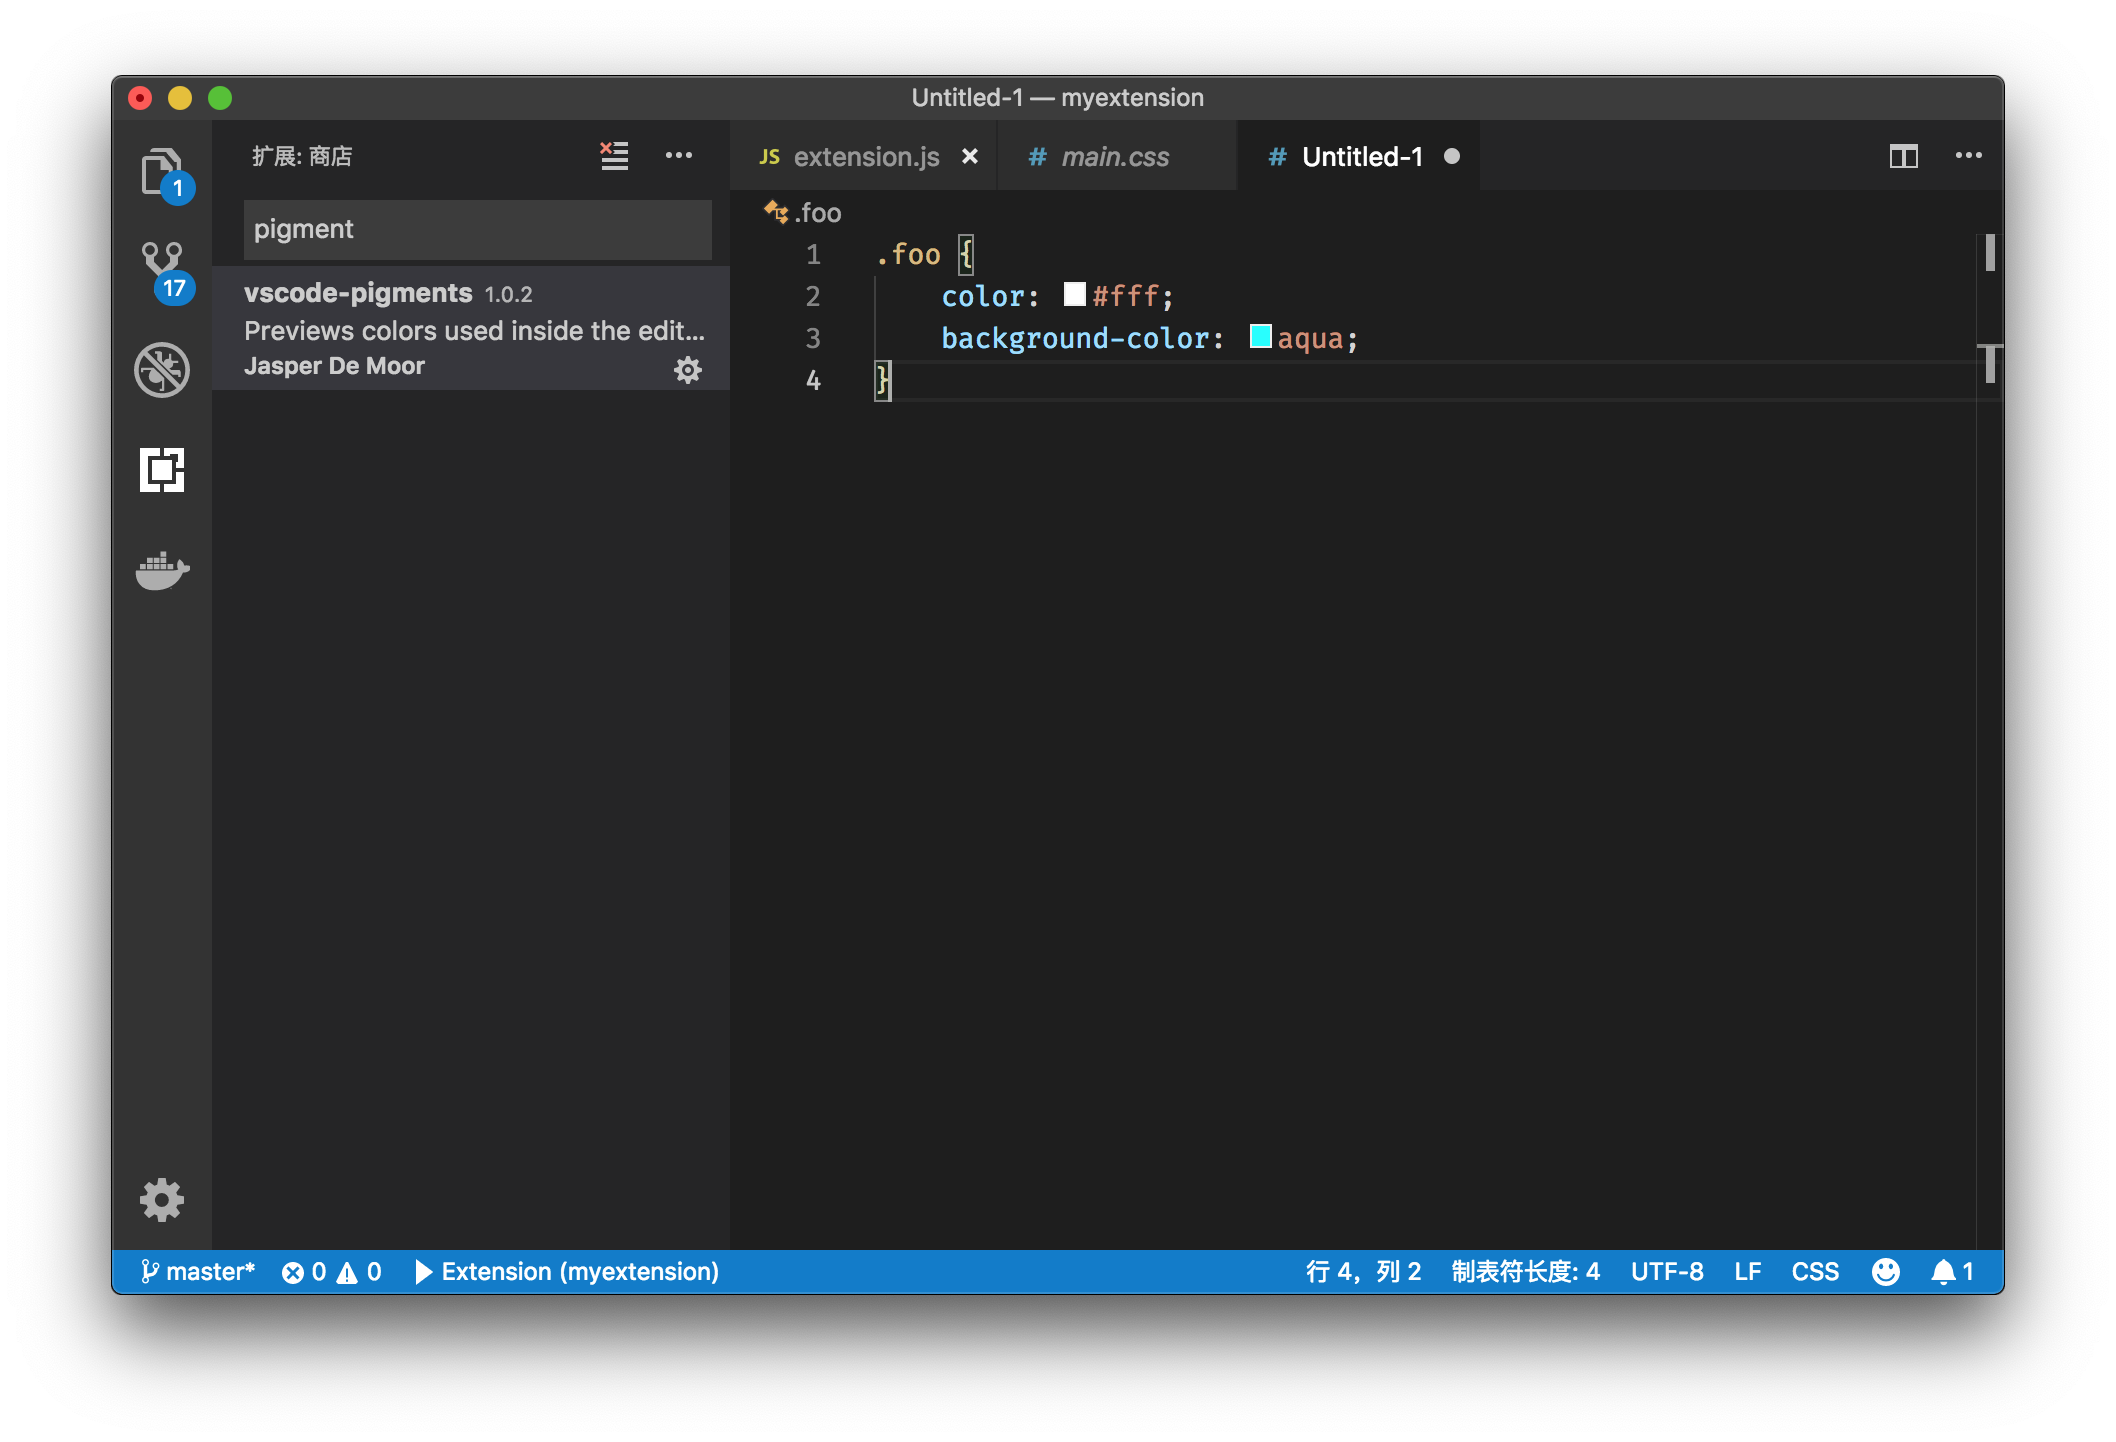 Untitled-1 — myextension
1
17
扩展: 商店
pigment
vscode-pigments 1.0.2
Previews colors used inside the edit...
Jasper De Moor
JS extension.js ×
# main.css
# Untitled-1
.foo
1 .foo {
2 color: #fff;
3 background-color: aqua;
4 }
master* 0 0 Extension (myextension)
行 4，列 2 制表符长度: 4 UTF-8 LF CSS 1